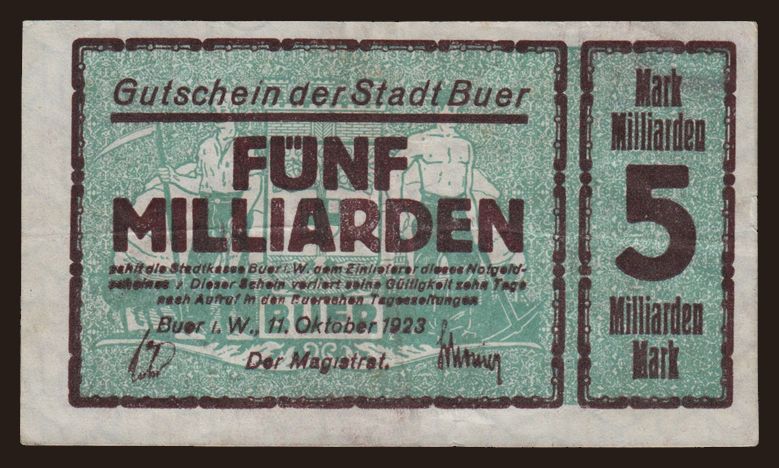 Gutschein der Stadt Buer
FÜNF
MILLIARDEN
zahlt die Stadtkasse Buer i. W. dem Einlieferer dieses Notgeld-
scheines / Dieser Schein verliert seine Gültigkeit zehn Tage
nach Aufruf in den Buerschen Tageszeitungen
BUER
Buer i. W., 11. Oktober 1923
Der Magistrat.
Mark
Milliarden
5
Milliarden
Mark